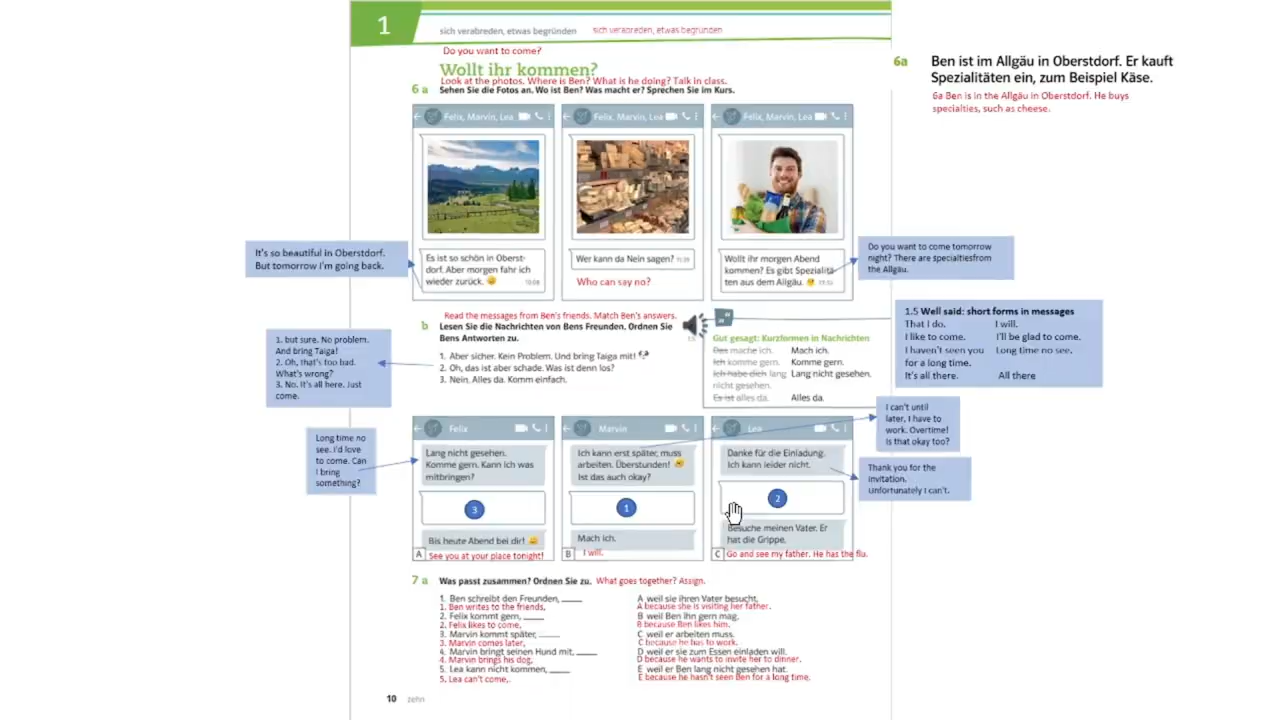 1
sich verabreden, etwas begründen
sich verabreden, etwas begründen
Do you want to come?
Wollt ihr kommen?
Look at the photos. Where is Ben? What is he doing? Talk in class.
6 a Sehen Sie die Fotos an. Wo ist Ben? Was macht er? Sprechen Sie im Kurs.
6a Ben ist im Allgäu in Oberstdorf. Er kauft
Spezialitäten ein, zum Beispiel Käse.
6a Ben is in the Allgäu in Oberstdorf. He buys
specialties, such as cheese.
Felix, Marvin, Lea
Felix, Marvin, Lea
Felix, Marvin, Lea
It's so beautiful in Oberstdorf.
But tomorrow I'm going back.
Es ist so schön in Oberst-
dorf. Aber morgen fahr ich
wieder zurück.
Wer kann da Nein sagen?
Who can say no?
Wollt ihr morgen Abend
kommen? Es gibt Spezialitä
ten aus dem Allgäu.
Do you want to come tomorrow
night? There are specialtiesfrom
the Allgäu.
Read the messages from Ben's friends. Match Ben's answers.
b Lesen Sie die Nachrichten von Bens Freunden. Ordnen Sie
Bens Antworten zu.
1. Aber sicher. Kein Problem. Und bring Taiga mit!
2. Oh, das ist aber schade. Was ist denn los?
3. Nein. Alles da. Komm einfach.
1. but sure. No problem.
And bring Taiga!
2. Oh, that's too bad.
What's wrong?
3. No. It's all here. Just
come.
Gut gesagt: Kurzformen in Nachrichten
Das mache ich. Mach ich.
Ich komme gern. Komme gern.
Ich habe dich lang Lang nicht gesehen.
nicht gesehen.
Es ist alles da. Alles da.
1.5 Well said: short forms in messages
That I do. I will.
I like to come. I'll be glad to come.
I haven't seen you Long time no see.
for a long time.
It's all there. All there
Felix
Marvin
Lea
Long time no
see. I'd love
to come. Can
I bring
something?
Lang nicht gesehen.
Komme gern. Kann ich was
mitbringen?
3
Bis heute Abend bei dir!
A See you at your place tonight!
Ich kann erst später, muss
arbeiten. Überstunden!
Ist das auch okay?
1
Mach ich.
B I will.
Danke für die Einladung.
Ich kann leider nicht.
2
Besuche meinen Vater. Er
hat die Grippe.
C Go and see my father. He has the flu.
I can't until
later, I have to
work. Overtime!
Is that okay too?
Thank you for the
invitation.
Unfortunately I can't.
7 a Was passt zusammen? Ordnen Sie zu. What goes together? Assign.
1. Ben schreibt den Freunden, ____
1. Ben writes to the friends,
2. Felix kommt gern, ____
2. Felix likes to come,
3. Marvin kommt später, ____
3. Marvin comes later,
4. Marvin bringt seinen Hund mit, ____
4. Marvin brings his dog,
5. Lea kann nicht kommen, ____
5. Lea can't come,.
A weil sie ihren Vater besucht.
A because she is visiting her father.
B weil Ben ihn gern mag.
B because Ben likes him.
C weil er arbeiten muss.
C because he has to work.
D weil er sie zum Essen einladen will.
D because he wants to invite her to dinner.
E weil er Ben lang nicht gesehen hat.
E because he hasn't seen Ben for a long time.
10 zehn